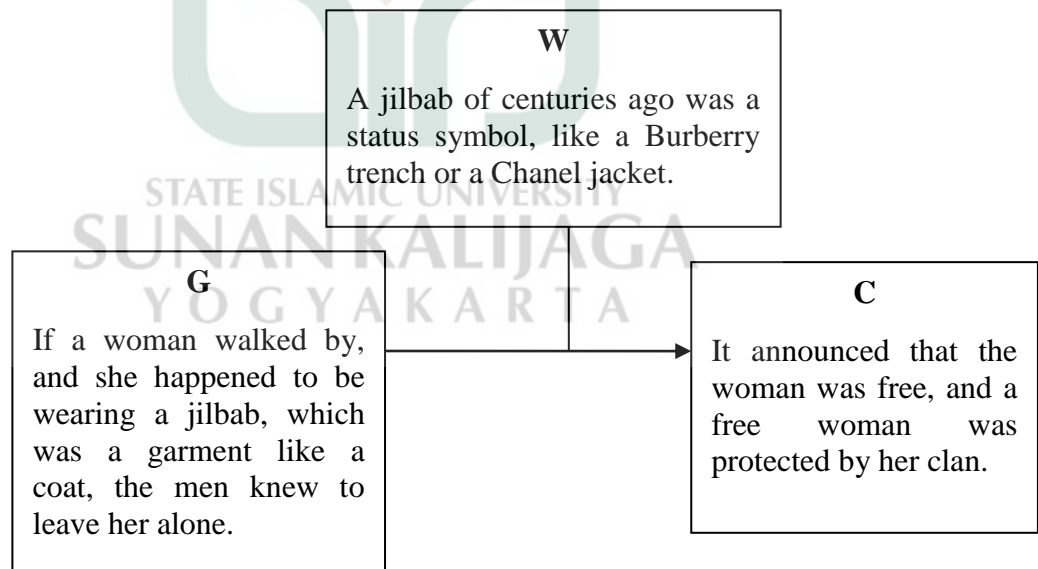 W
A jilbab of centuries ago was a
status symbol, like a Burberry
trench or a Chanel jacket.
STATE ISLAMIC UNIVERSITY
SUNAN KALIJAGA
YOGYAKARTA
G
If a woman walked by,
and she happened to be
wearing a jilbab, which
was a garment like a
coat, the men knew to
leave her alone.
C
It announced that the
woman was free, and a
free woman was
protected by her clan.